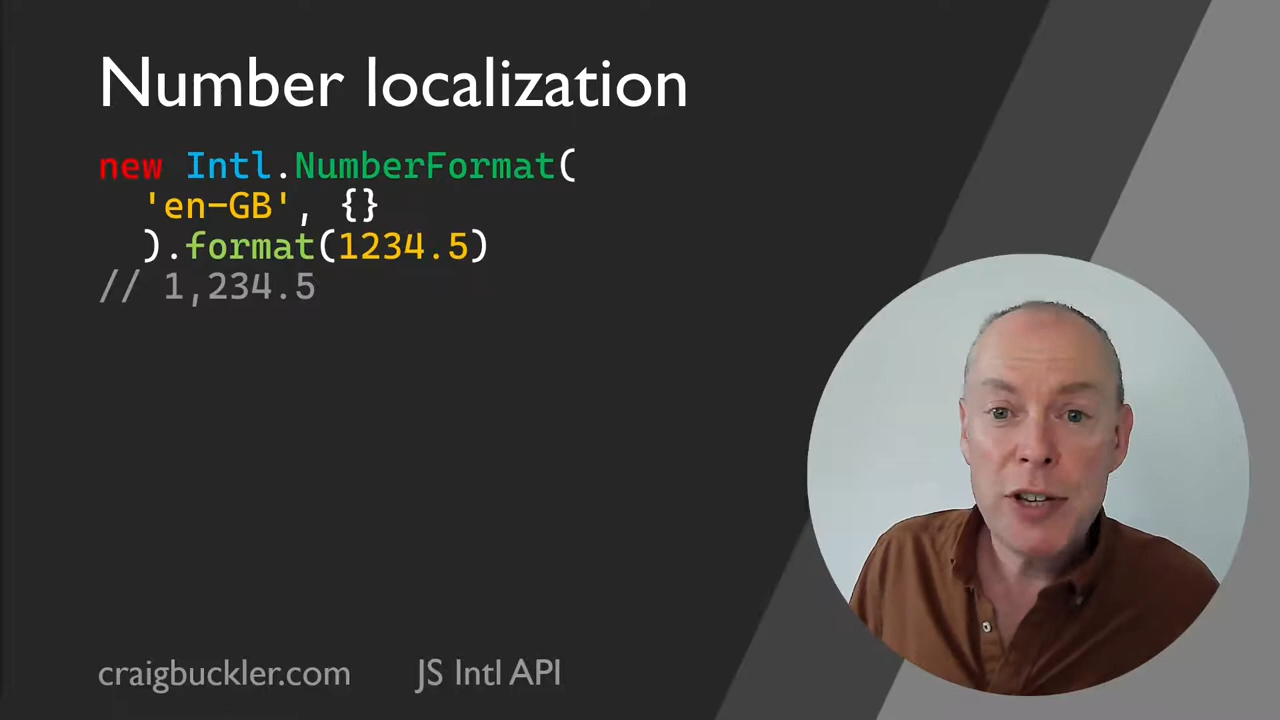 Number localization
new Intl.NumberFormat(
'en-GB', {}
).format(1234.5)
// 1,234.5
craigbuckler.com JS Intl API